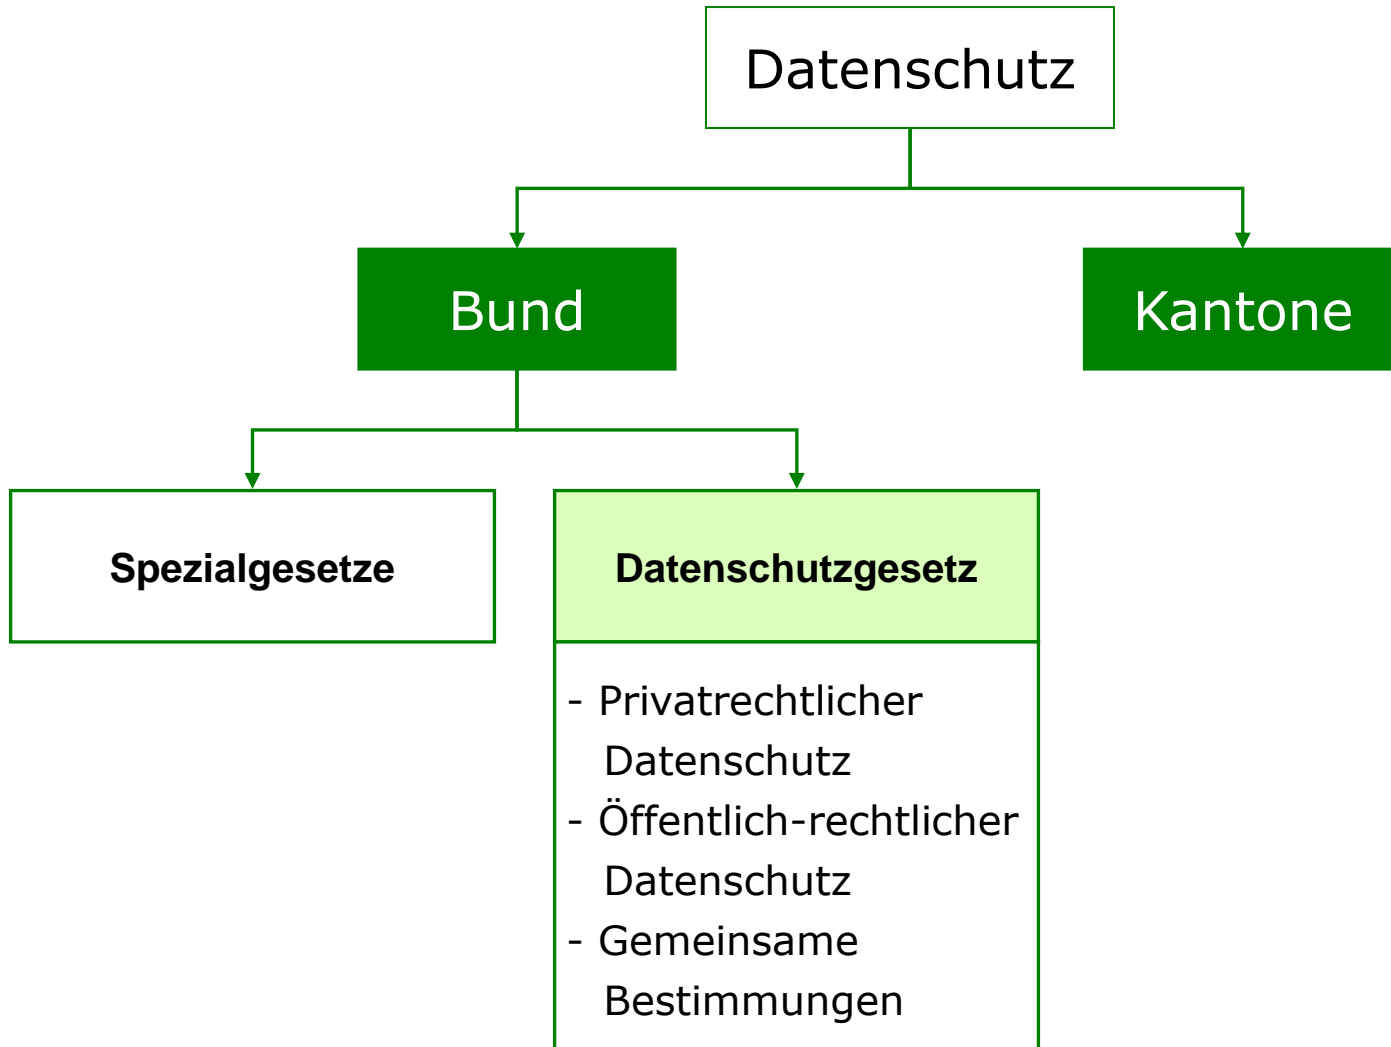 Datenschutz
Bund
Kantone
Spezialgesetze
Datenschutzgesetz
- Privatrechtlicher
Datenschutz
- Öffentlich-rechtlicher
Datenschutz
- Gemeinsame
Bestimmungen